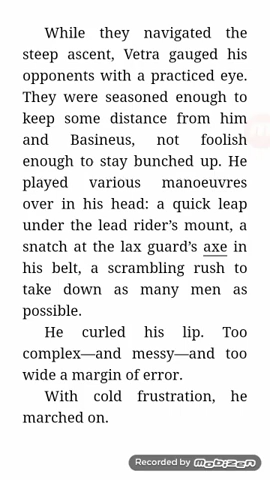 While they navigated the
steep ascent, Vetra gauged his
opponents with a practiced eye.
They were seasoned enough to
keep some distance from him
and Basineus, not foolish
enough to stay bunched up. He
played various manoeuvres
over in his head: a quick leap
under the lead rider’s mount, a
snatch at the lax guard’s axe in
his belt, a scrambling rush to
take down as many men as
possible.
He curled his lip. Too
complex—and messy—and too
wide a margin of error.
With cold frustration, he
marched on.
Recorded by mobizen